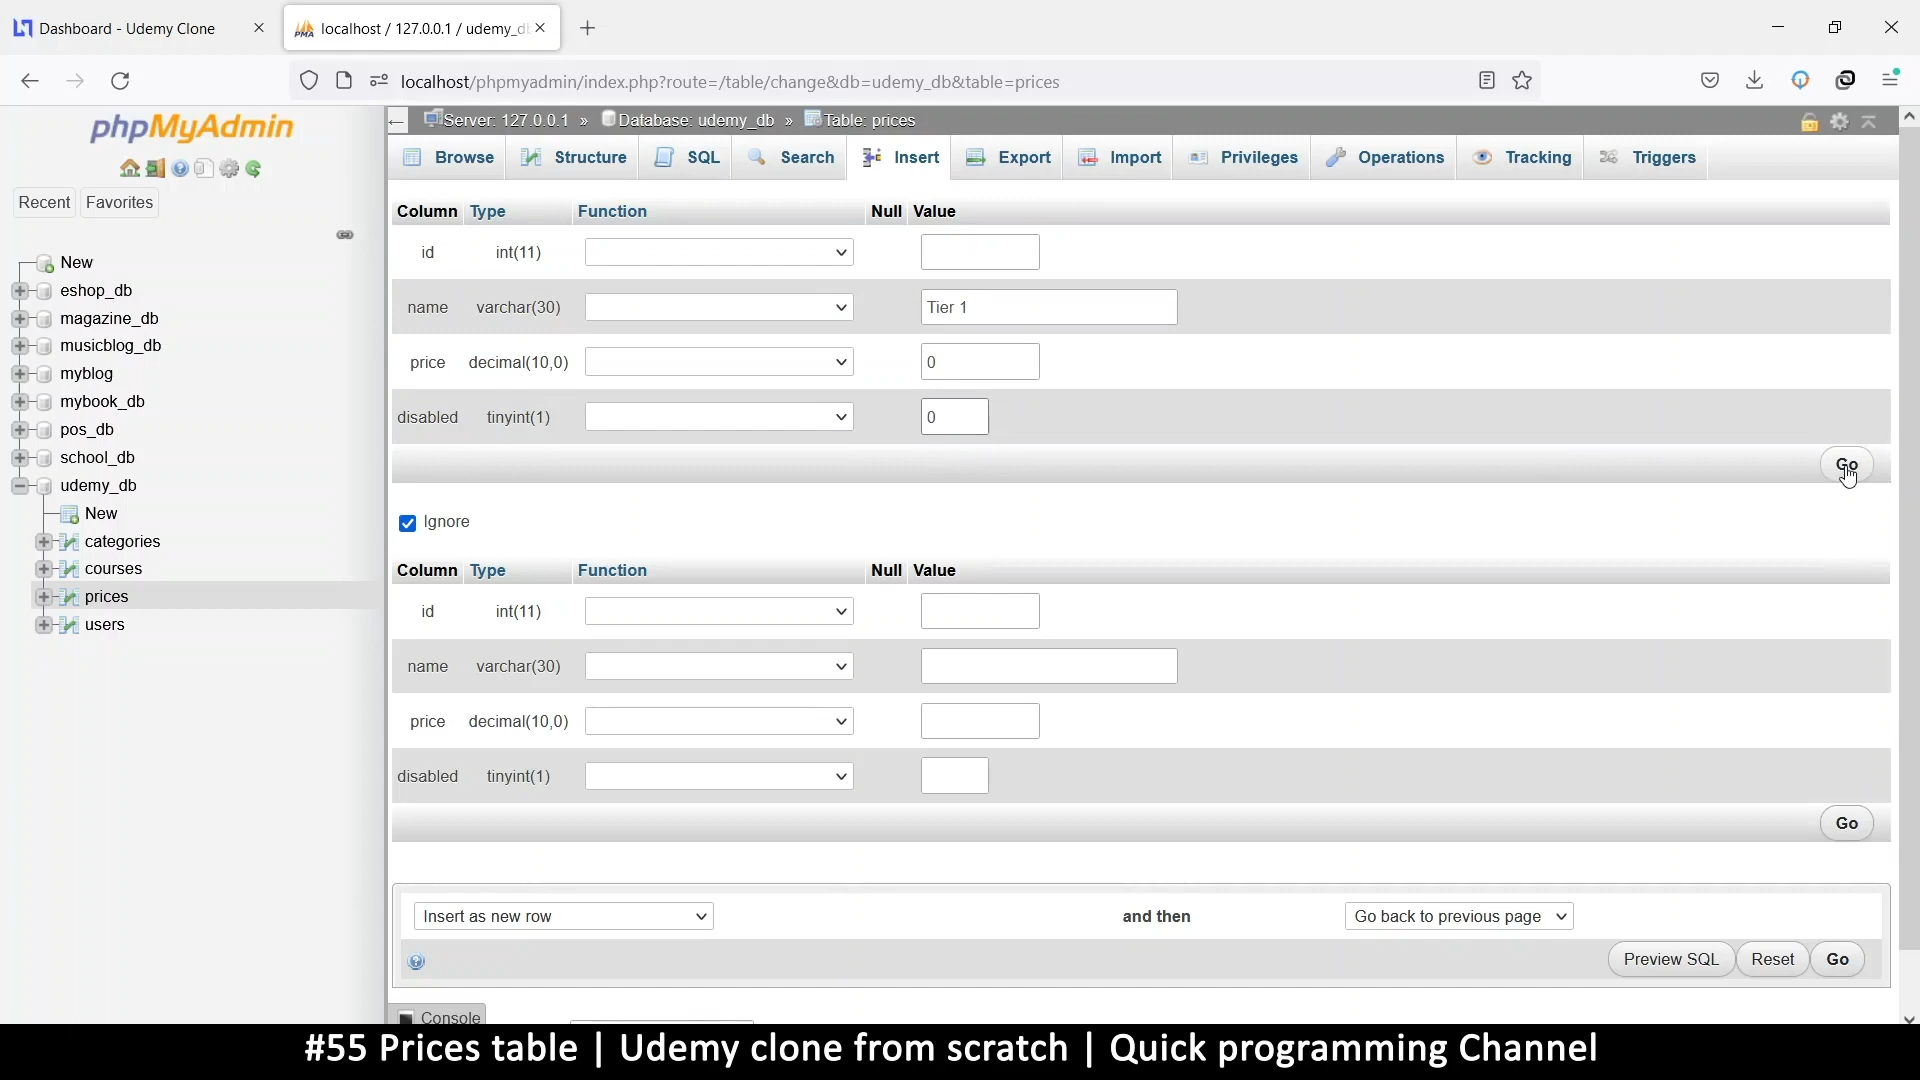 Dashboard - Udemy Clone
localhost / 127.0.0.1 / udemy_d
localhost/phpmyadmin/index.php?route=/table/change&db=udemy_db&table=prices
phpMyAdmin
Recent Favorites
New
eshop_db
magazine_db
musicblog_db
myblog
mybook_db
pos_db
school_db
udemy_db
New
categories
courses
prices
users
Server: 127.0.0.1 » Database: udemy_db » Table: prices
Browse Structure SQL Search Insert Export Import Privileges Operations Tracking Triggers
Column Type Function Null Value
id int(11)
name varchar(30) Tier 1
price decimal(10,0) 0
disabled tinyint(1) 0
Go
Ignore
Column Type Function Null Value
id int(11)
name varchar(30)
price decimal(10,0)
disabled tinyint(1)
Go
Insert as new row and then Go back to previous page
Preview SQL Reset Go
Console
#55 Prices table | Udemy clone from scratch | Quick programming Channel